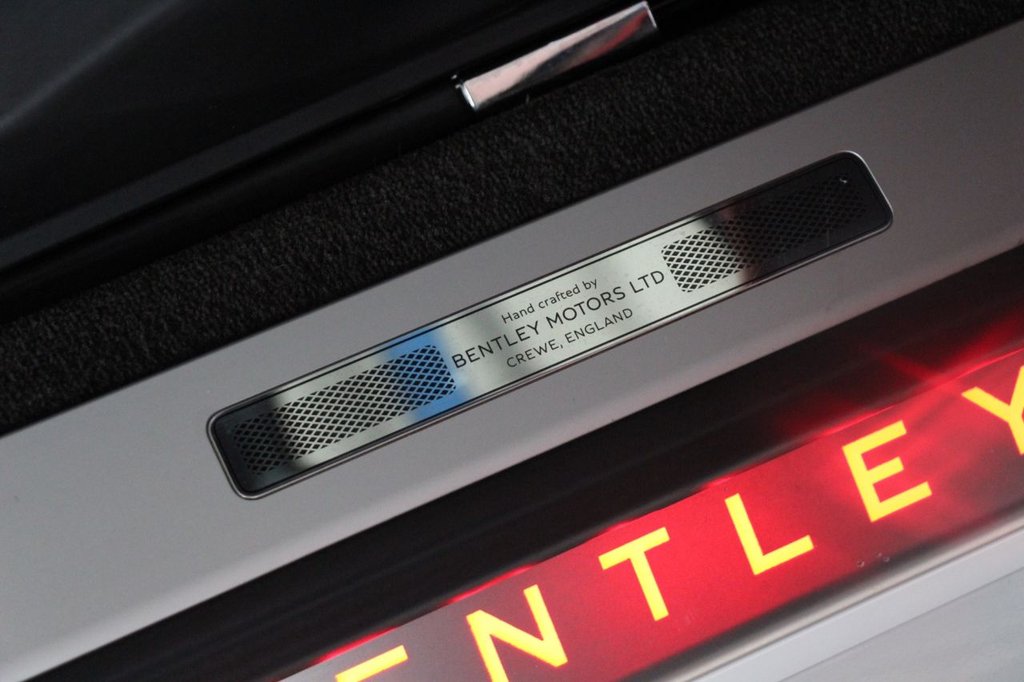 Hand crafted by
BENTLEY MOTORS LTD
CREWE, ENGLAND
ENTLEY